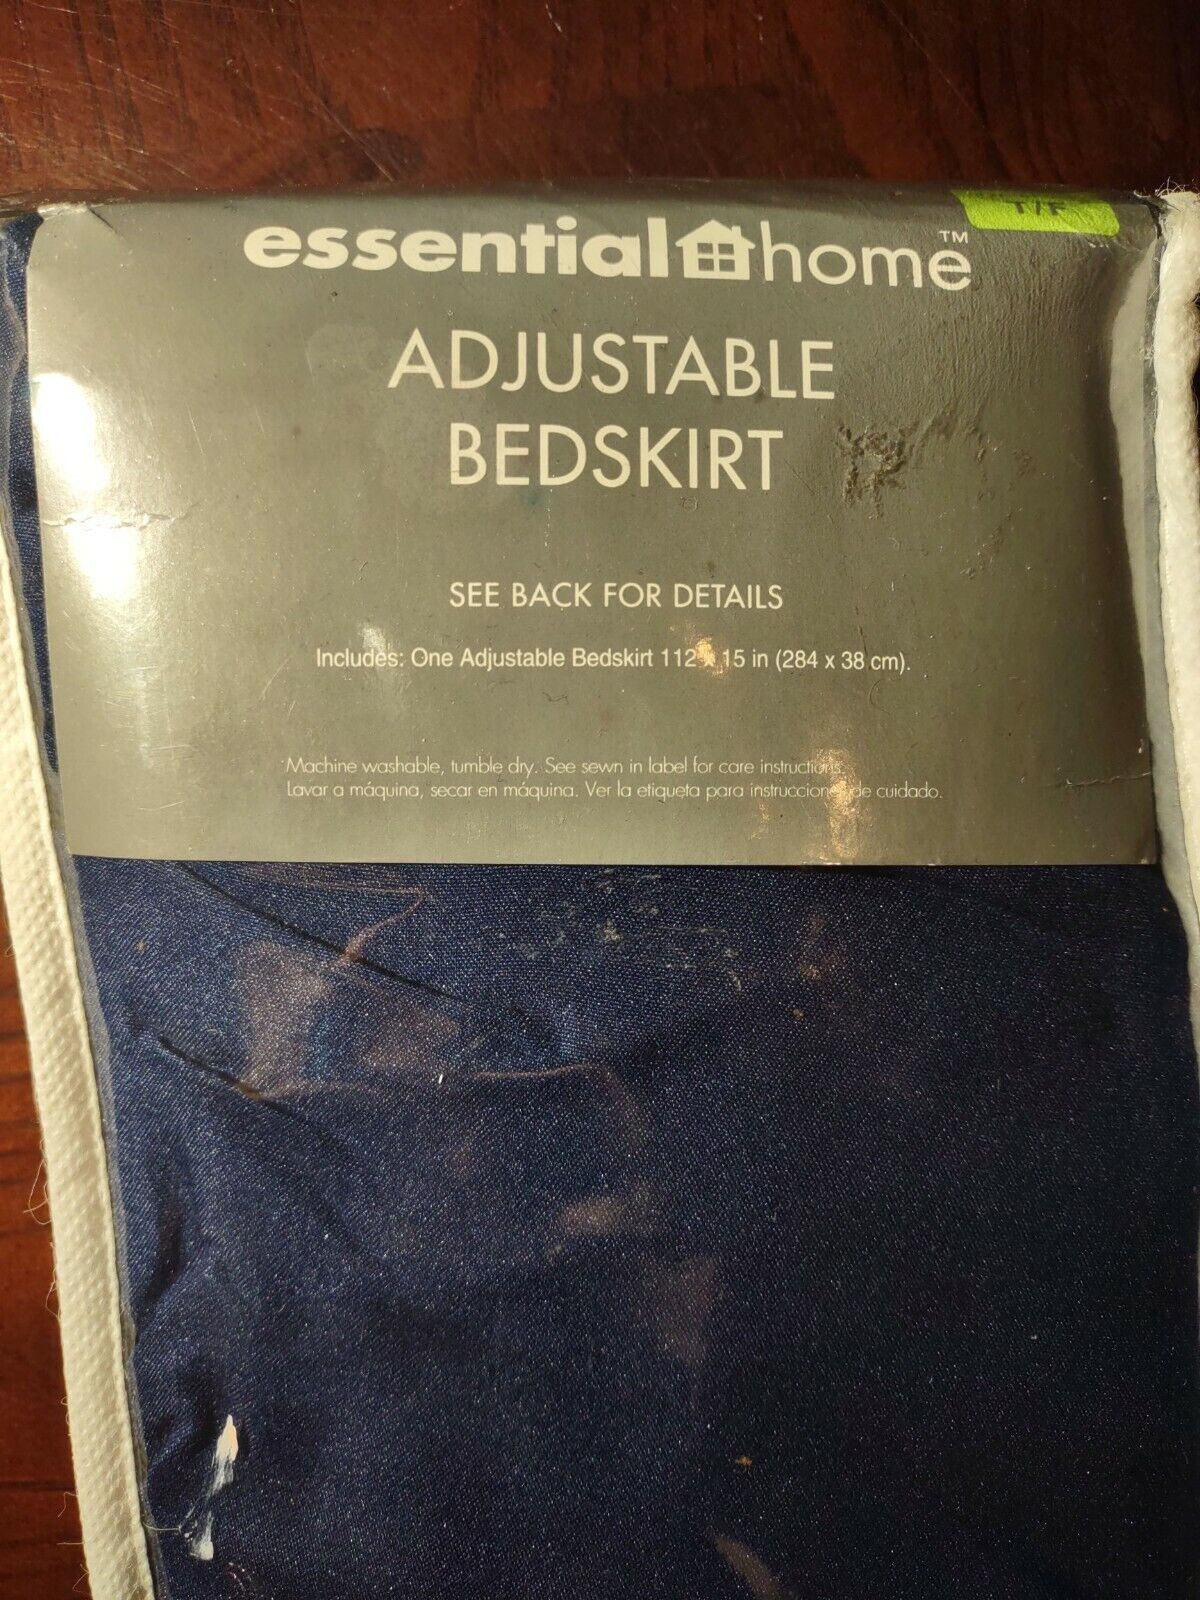 T/F
essential home™
ADJUSTABLE
BEDSKIRT
SEE BACK FOR DETAILS
Includes: One Adjustable Bedskirt 112 x 15 in (284 x 38 cm).
Machine washable, tumble dry. See sewn in label for care instructions.
Lavar a máquina, secar en máquina. Ver la etiqueta para instrucciones de cuidado.